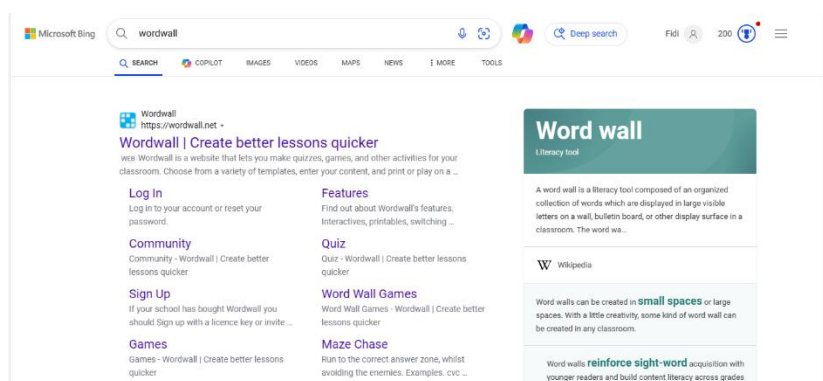 Microsoft Bing
wordwall
Deep search
Fidi
200
SEARCH
COPILOT
IMAGES
VIDEOS
MAPS
NEWS
MORE
TOOLS
Wordwall
https://wordwall.net
Wordwall | Create better lessons quicker
WEB Wordwall is a website that lets you make quizzes, games, and other activities for your
classroom. Choose from a variety of templates, enter your content, and print or play on a ...
Log In
Log in to your account or reset your
password.
Features
Find out about Wordwall's features.
Interactives, printables, switching ...
Community
Community - Wordwall | Create better
lessons quicker
Quiz
Quiz - Wordwall | Create better lessons
quicker
Sign Up
If your school has bought Wordwall you
should Sign up with a licence key or invite ...
Word Wall Games
Word Wall Games - Wordwall | Create better
lessons quicker
Games
Games - Wordwall | Create better lessons
quicker
Maze Chase
Run to the correct answer zone, whilst
avoiding the enemies. Examples. cvc ...
Word wall
Literacy tool
A word wall is a literacy tool composed of an organized
collection of words which are displayed in large visible
letters on a wall, bulletin board, or other display surface in a
classroom. The word wa...
W Wikipedia
Word walls can be created in small spaces or large
spaces. With a little creativity, some kind of word wall can
be created in any classroom.
Word walls reinforce sight-word acquisition with
younger readers and build content literacy across grades